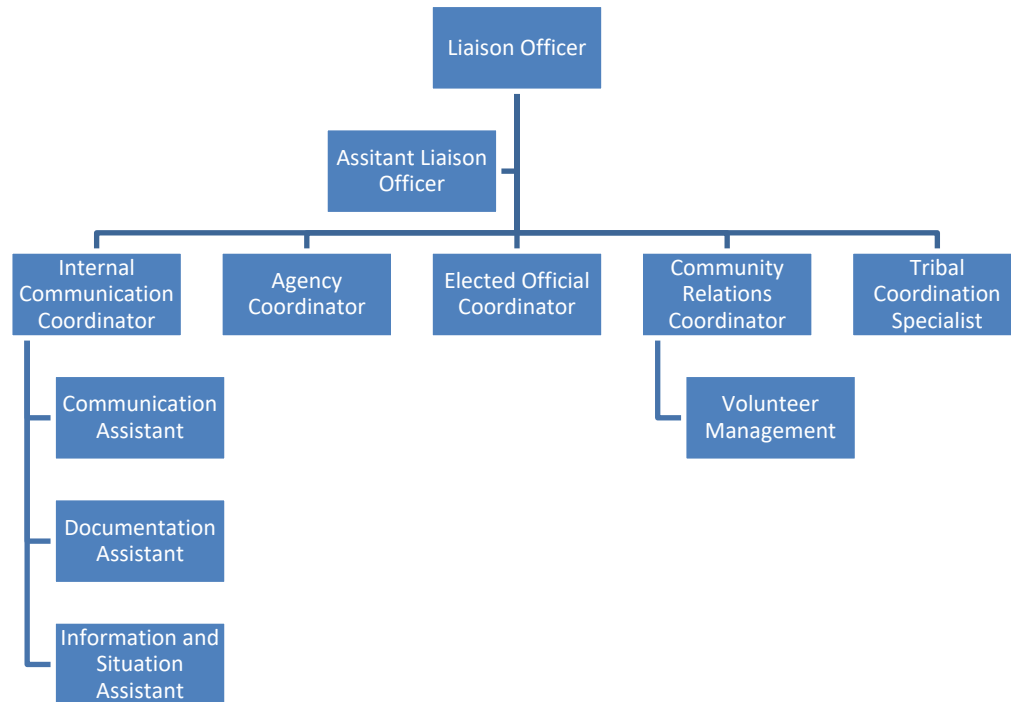 Liaison Officer
Assitant Liaison
Officer
Internal
Communication
Coordinator
Agency
Coordinator
Elected Official
Coordinator
Community
Relations
Coordinator
Tribal
Coordination
Specialist
Communication
Assistant
Volunteer
Management
Documentation
Assistant
Information and
Situation
Assistant